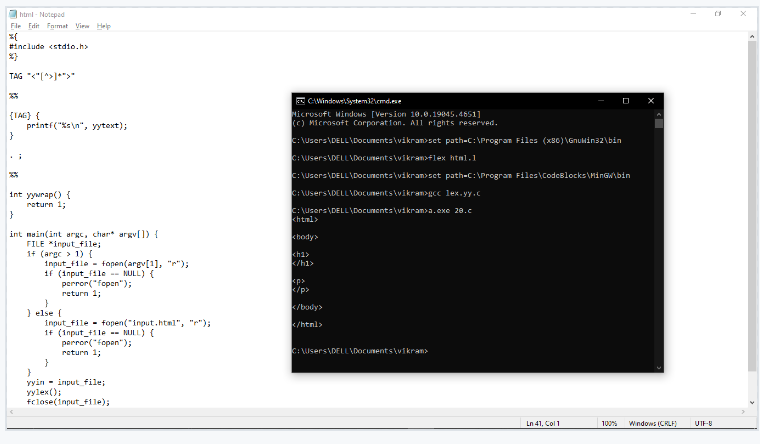 html - Notepad
File Edit Format View Help
%{
#include <stdio.h>
%}
TAG "<"[^>]*">"
%%
{TAG} {
printf("%s\n", yytext);
}
. ;
%%
int yywrap() {
return 1;
}
int main(int argc, char* argv[]) {
FILE *input_file;
if (argc > 1) {
input_file = fopen(argv[1], "r");
if (input_file == NULL) {
perror("fopen");
return 1;
}
} else {
input_file = fopen("input.html", "r");
if (input_file == NULL) {
perror("fopen");
return 1;
}
}
yyin = input_file;
yylex();
fclose(input_file);
C:\Windows\System32\cmd.exe
Microsoft Windows [Version 10.0.19045.4651]
(c) Microsoft Corporation. All rights reserved.
C:\Users\DELL\Documents\vikram>set path=C:\Program Files (x86)\GnuWin32\bin
C:\Users\DELL\Documents\vikram>flex html.l
C:\Users\DELL\Documents\vikram>set path=C:\Program Files\CodeBlocks\MinGW\bin
C:\Users\DELL\Documents\vikram>gcc lex.yy.c
C:\Users\DELL\Documents\vikram>a.exe 20.c
<html>
<body>
<h1>
</h1>
<p>
</p>
</body>
</html>
C:\Users\DELL\Documents\vikram>
Ln 41, Col 1 100% Windows (CRLF) UTF-8